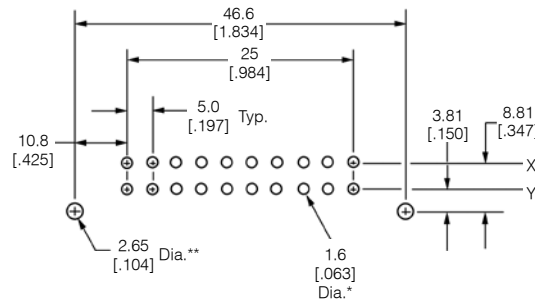 46.6
[1.834]
25
[.984]
5.0 Typ.
[.197]
10.8
[.425]
3.81
[.150]
8.81
[.347]
X
Y
2.65 Dia.**
[.104]
1.6
[.063]
Dia.*